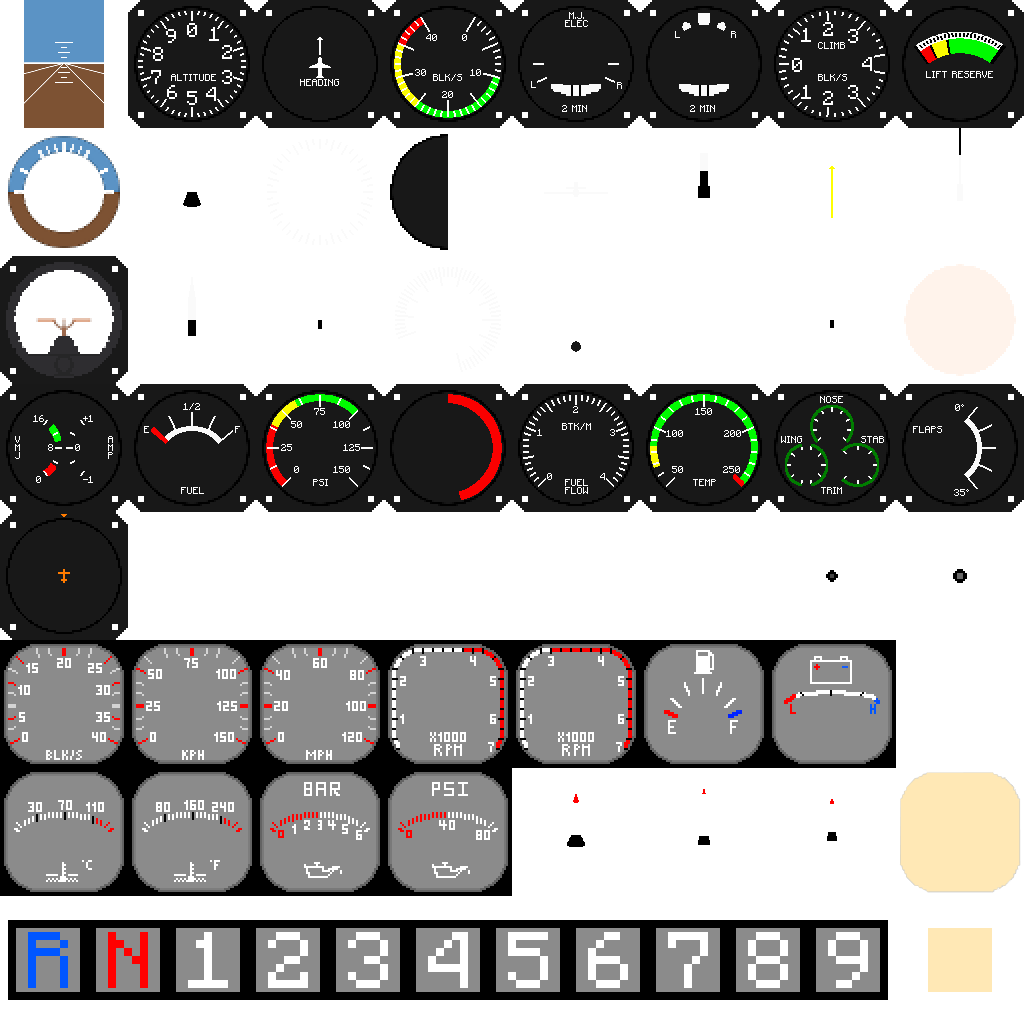 0 1 2 3 4 5 6 7 8 9
ALTITUDE
HEADING
0 10 20 30 40
BLK/S
M.J.
ELEC
L R
2 MIN
L R
2 MIN
0 1 2 3 4 3 2 1
CLIMB
BLK/S
LIFT RESERVE
16 8 0
+1 0 -1
VMJ
AMP
1/2
E F
FUEL
0 25 50 75 100 125 150
PSI
0 1 2 3 4
BTK/M
FUEL
FLOW
50 100 150 200 250
TEMP
NOSE
WING STAB
TRIM
0°
FLAPS
35°
0 5 10 15 20 25 30 35 40
BLK/S
0 25 50 75 100 125 150
KPH
0 20 40 60 80 100 120
MPH
1 2 3 4 5 6 7
X1000
RPM
1 2 3 4 5 6 7
X1000
RPM
E F
+ -
L H
30 70 110
°C
80 160 240
°F
BAR
0 1 2 3 4 5 6
PSI
0 40 80
R N 1 2 3 4 5 6 7 8 9